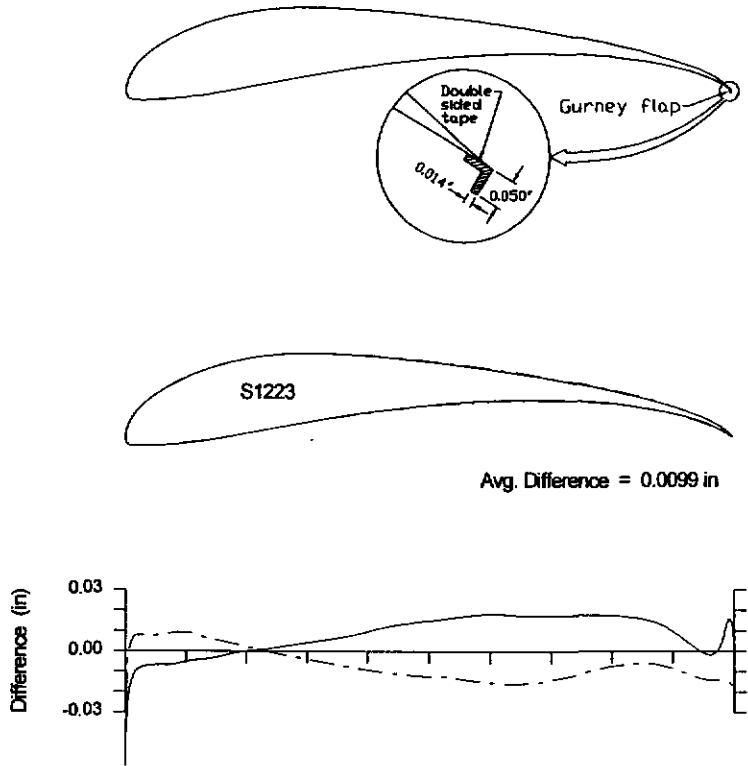 Double
sided
tape
Gurney flap
0.014"
0.050"
S1223
Avg. Difference = 0.0099 in
Difference (in)
0.03
0.00
-0.03